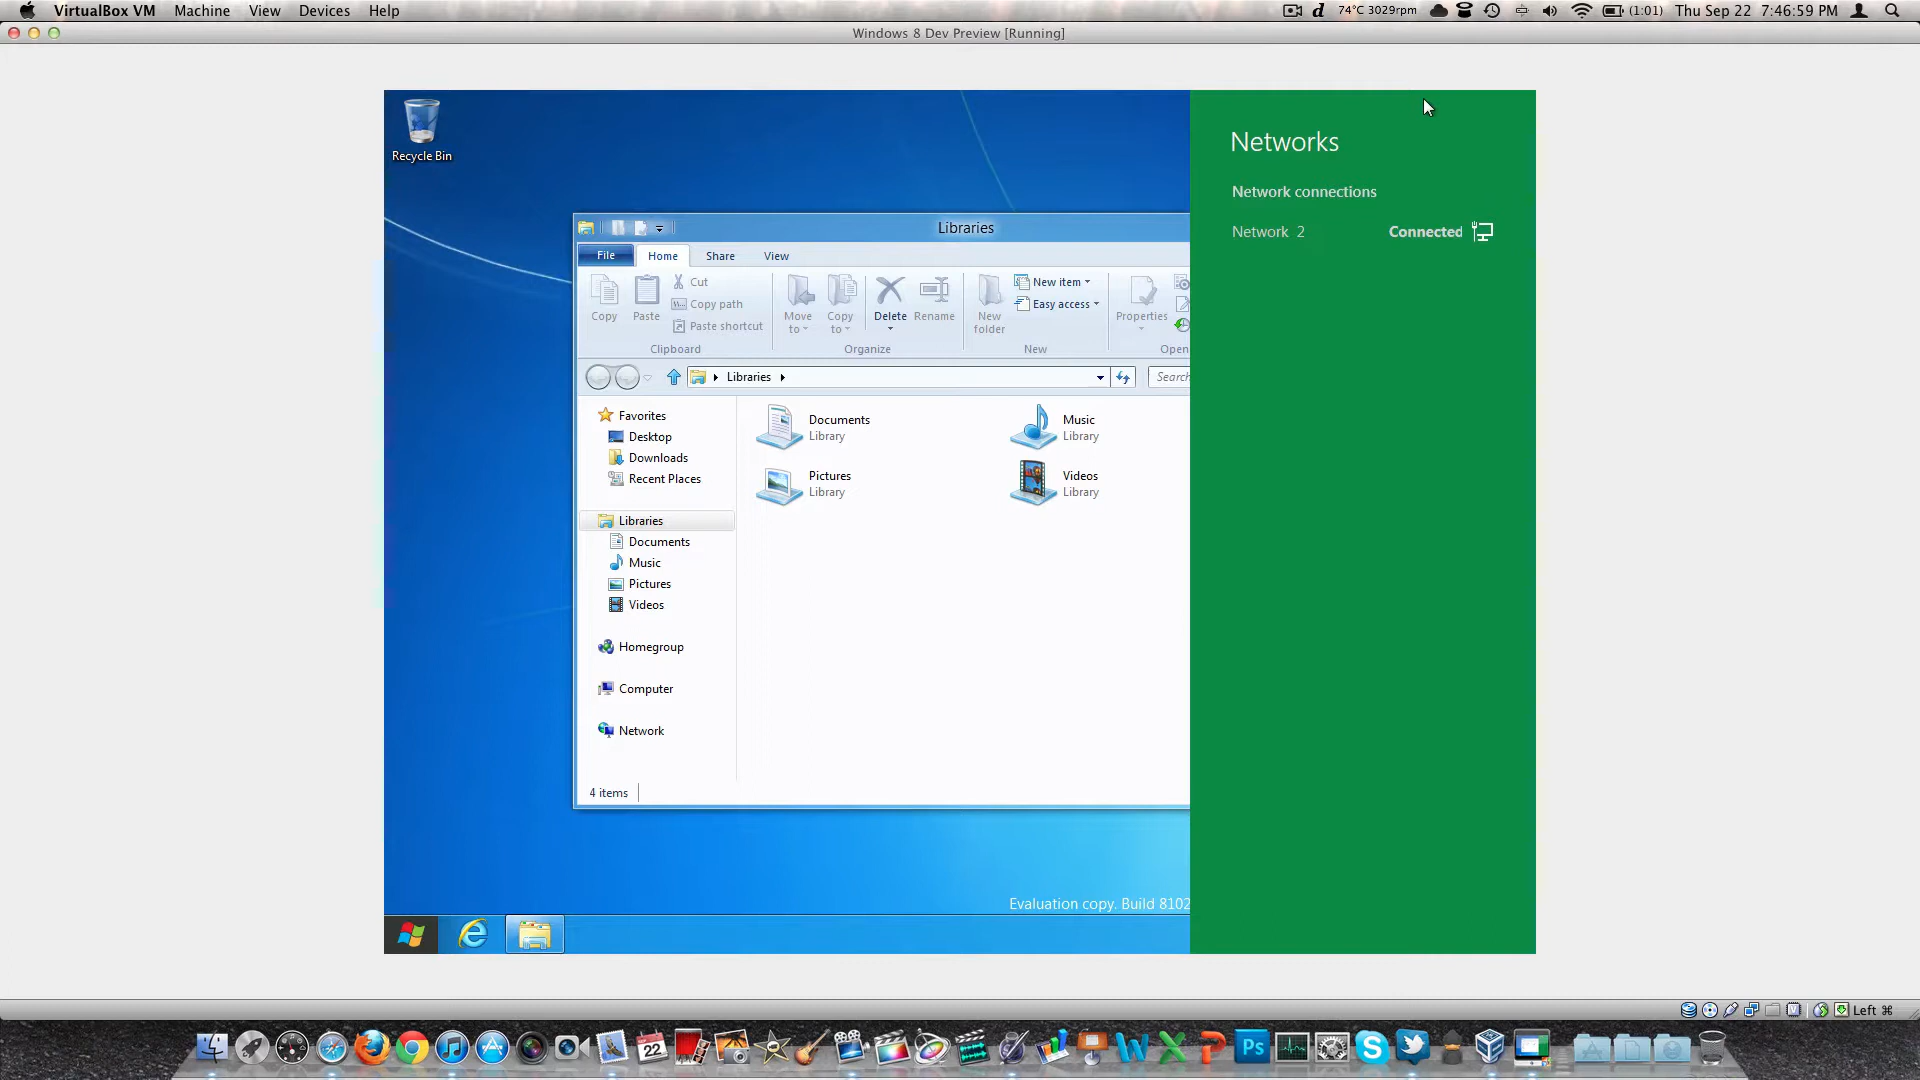 VirtualBox VM Machine View Devices Help
74°C 3029rpm (1:01) Thu Sep 22 7:46:59 PM
Windows 8 Dev Preview [Running]
Recycle Bin
Libraries
File Home Share View
Copy
Paste
Cut
Copy path
Paste shortcut
Clipboard
Move to
Copy to
Delete
Rename
Organize
New folder
New item
Easy access
New
Properties
Open
Libraries
Search
Favorites
Desktop
Downloads
Recent Places
Libraries
Documents
Music
Pictures
Videos
Homegroup
Computer
Network
Documents
Library
Music
Library
Pictures
Library
Videos
Library
4 items
Evaluation copy. Build 8102
Networks
Network connections
Network 2 Connected
Left ⌘
22
Ps